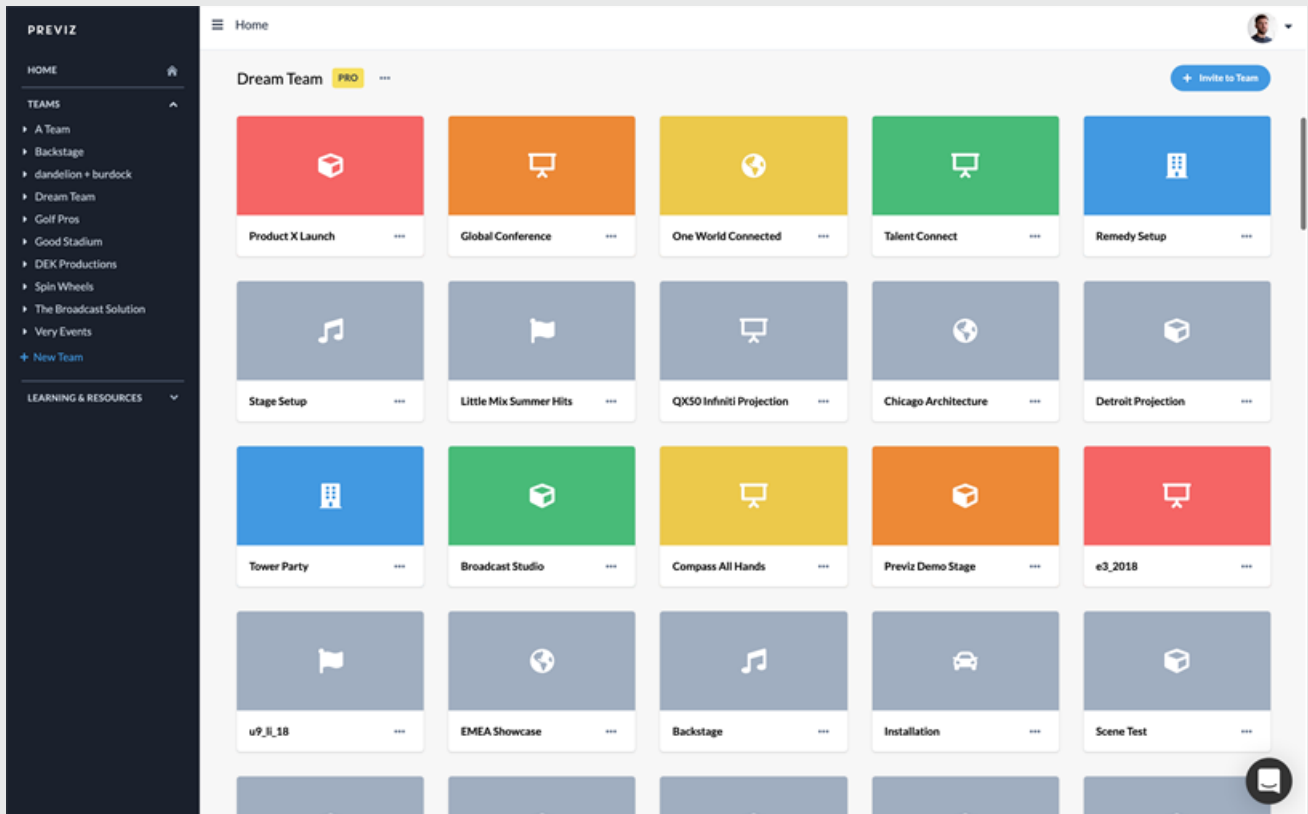 PREVIZ
HOME
TEAMS
A Team
Backstage
dandelion + burdock
Dream Team
Golf Pros
Good Stadium
DEK Productions
Spin Wheels
The Broadcast Solution
Very Events
+ New Team
LEARNING & RESOURCES
Home
Dream Team PRO
+ Invite to Team
Product X Launch
Global Conference
One World Connected
Talent Connect
Remedy Setup
Stage Setup
Little Mix Summer Hits
QX50 Infiniti Projection
Chicago Architecture
Detroit Projection
Tower Party
Broadcast Studio
Compass All Hands
Previz Demo Stage
e3_2018
u9_li_18
EMEA Showcase
Backstage
Installation
Scene Test